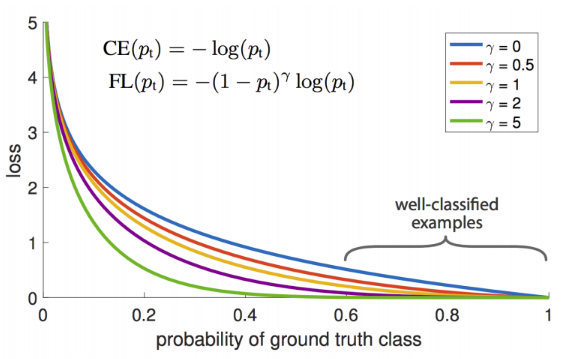 CE(pt) = − log(pt)
FL(pt) = −(1 − pt)γ log(pt)
γ = 0
γ = 0.5
γ = 1
γ = 2
γ = 5
well-classified
examples
loss
5
4
3
2
1
0
0 0.2 0.4 0.6 0.8 1
probability of ground truth class